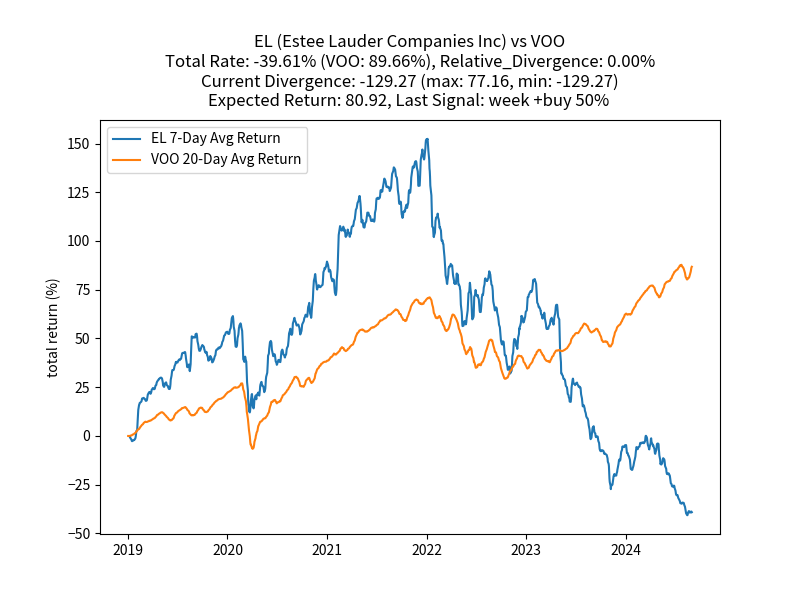 EL (Estee Lauder Companies Inc) vs VOO
Total Rate: -39.61% (VOO: 89.66%), Relative_Divergence: 0.00%
Current Divergence: -129.27 (max: 77.16, min: -129.27)
Expected Return: 80.92, Last Signal: week +buy 50%
EL 7-Day Avg Return
VOO 20-Day Avg Return
total return (%)
150
125
100
75
50
25
0
−25
−50
2019 2020 2021 2022 2023 2024